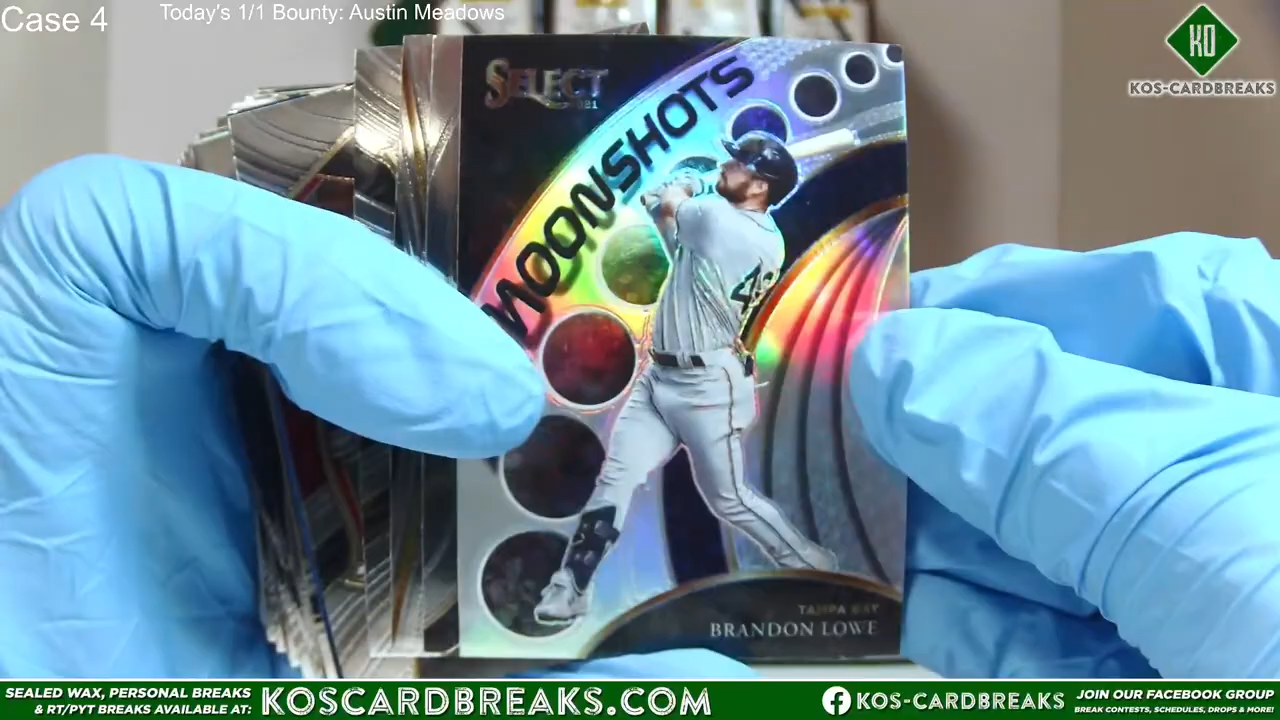 Case 4
Today's 1/1 Bounty: Austin Meadows
KO
KOS-CARDBREAKS
SELECT
2021
MOONSHOTS
TAMPA BAY
BRANDON LOWE
SEALED WAX, PERSONAL BREAKS
& RT/PYT BREAKS AVAILABLE AT:
KOSCARDBREAKS.COM
KOS-CARDBREAKS
JOIN OUR FACEBOOK GROUP
BREAK CONTESTS, SCHEDULES, DROPS & MORE!